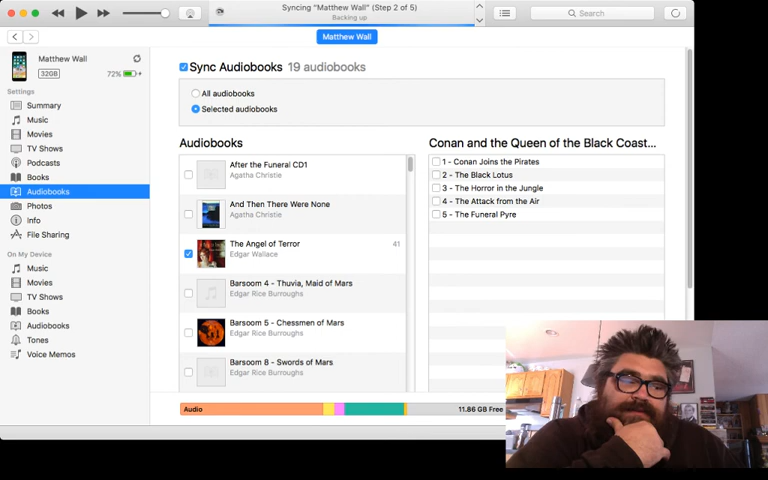 Syncing "Matthew Wall" (Step 2 of 5)
Backing up
Search
Matthew Wall
Matthew Wall
32GB
72%
Settings
Summary
Music
Movies
TV Shows
Podcasts
Books
Audiobooks
Photos
Info
File Sharing
On My Device
Music
Movies
TV Shows
Books
Audiobooks
Tones
Voice Memos
Sync Audiobooks 19 audiobooks
All audiobooks
Selected audiobooks
Audiobooks
After the Funeral CD1
Agatha Christie
And Then There Were None
Agatha Christie
The Angel of Terror 41
Edgar Wallace
Barsoom 4 - Thuvia, Maid of Mars
Edgar Rice Burroughs
Barsoom 5 - Chessmen of Mars
Edgar Rice Burroughs
Barsoom 8 - Swords of Mars
Edgar Rice Burroughs
Conan and the Queen of the Black Coast...
1 - Conan Joins the Pirates
2 - The Black Lotus
3 - The Horror in the Jungle
4 - The Attack from the Air
5 - The Funeral Pyre
Audio
11.86 GB Free